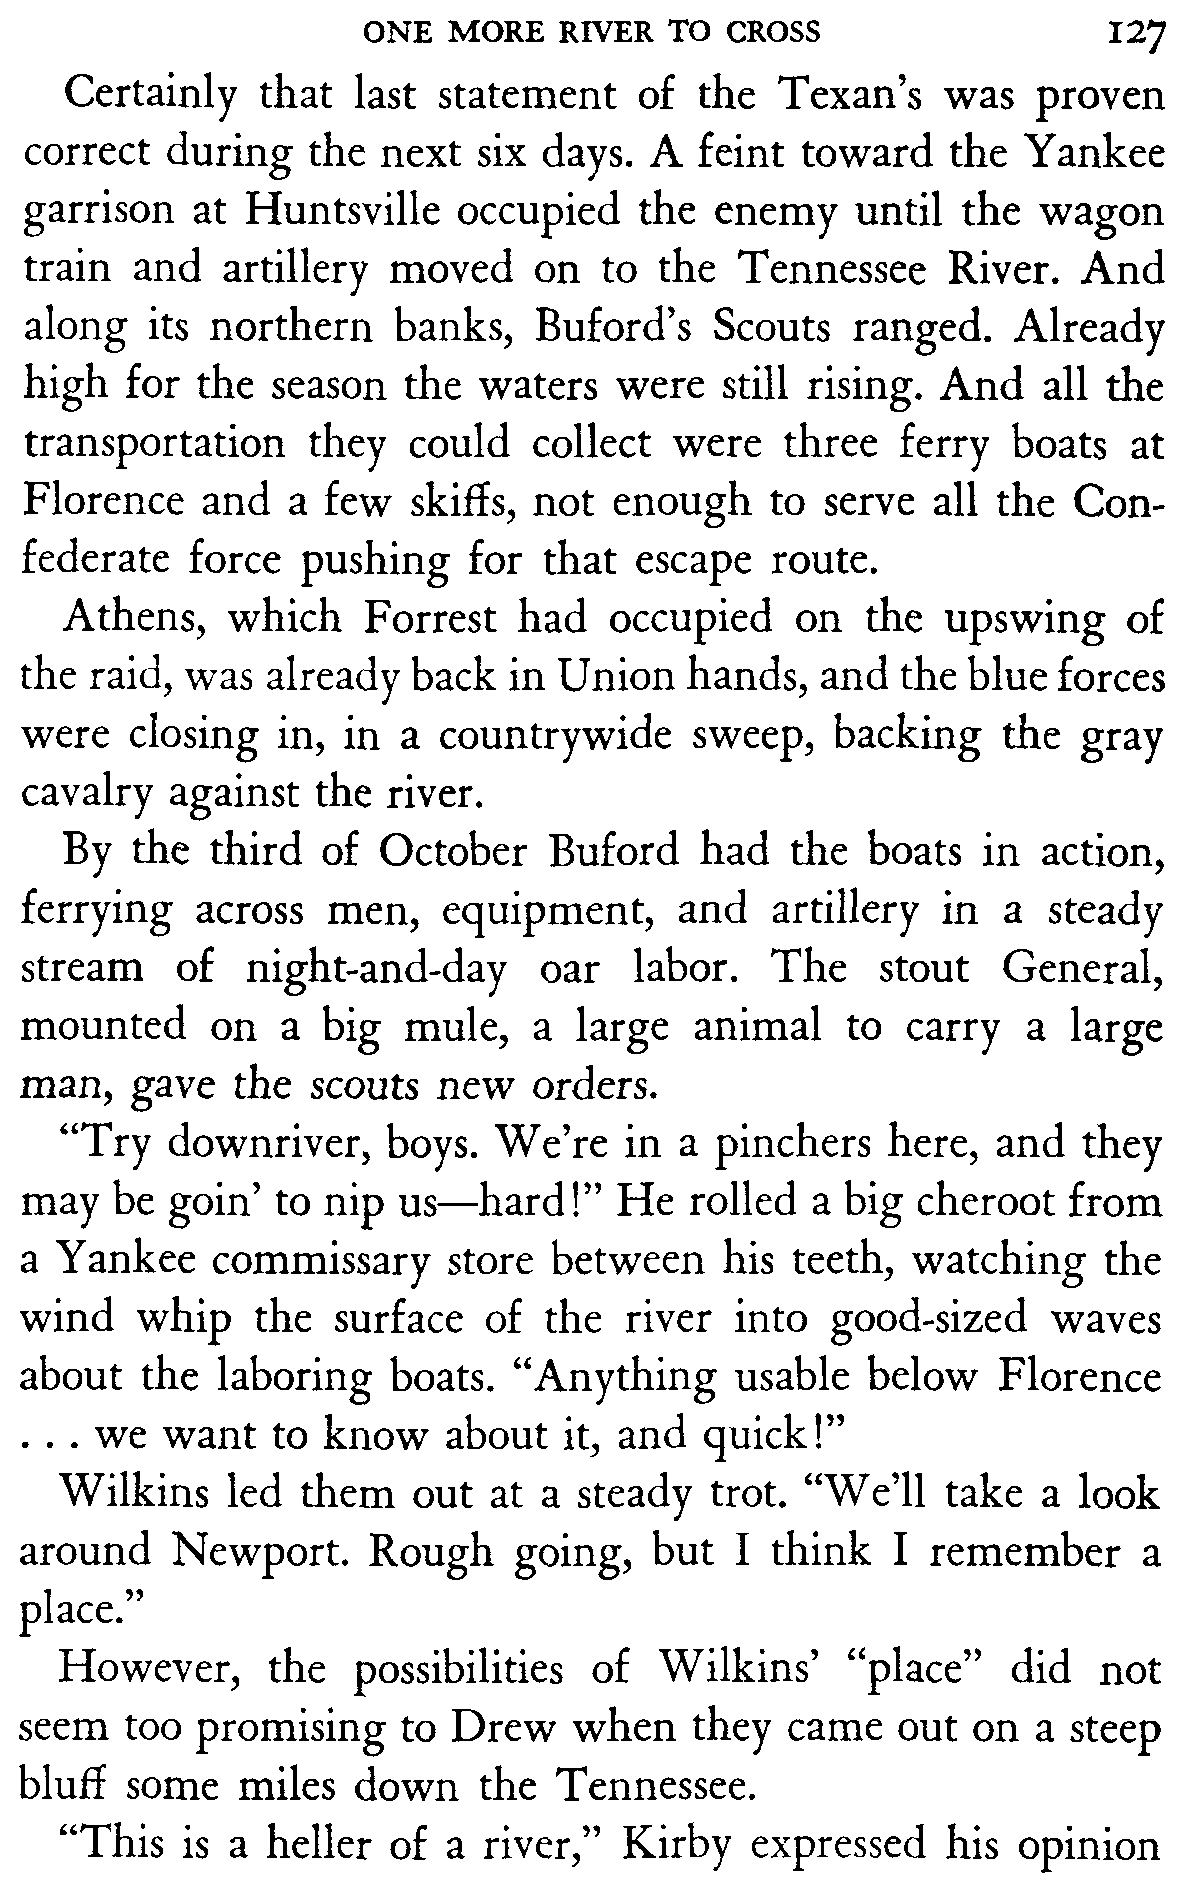 ONE MORE RIVER TO CROSS 127
Certainly that last statement of the Texan's was proven
correct during the next six days. A feint toward the Yankee
garrison at Huntsville occupied the enemy until the wagon
train and artillery moved on to the Tennessee River. And
along its northern banks, Buford's Scouts ranged. Already
high for the season the waters were still rising. And all the
transportation they could collect were three ferry boats at
Florence and a few skiffs, not enough to serve all the Con-
federate force pushing for that escape route.
Athens, which Forrest had occupied on the upswing of
the raid, was already back in Union hands, and the blue forces
were closing in, in a countrywide sweep, backing the gray
cavalry against the river.
By the third of October Buford had the boats in action,
ferrying across men, equipment, and artillery in a steady
stream of night-and-day oar labor. The stout General,
mounted on a big mule, a large animal to carry a large
man, gave the scouts new orders.
“Try downriver, boys. We're in a pinchers here, and they
may be goin' to nip us—hard!” He rolled a big cheroot from
a Yankee commissary store between his teeth, watching the
wind whip the surface of the river into good-sized waves
about the laboring boats. “Anything usable below Florence
. . . we want to know about it, and quick!”
Wilkins led them out at a steady trot. “We'll take a look
around Newport. Rough going, but I think I remember a
place.”
However, the possibilities of Wilkins' “place” did not
seem too promising to Drew when they came out on a steep
bluff some miles down the Tennessee.
“This is a heller of a river,” Kirby expressed his opinion